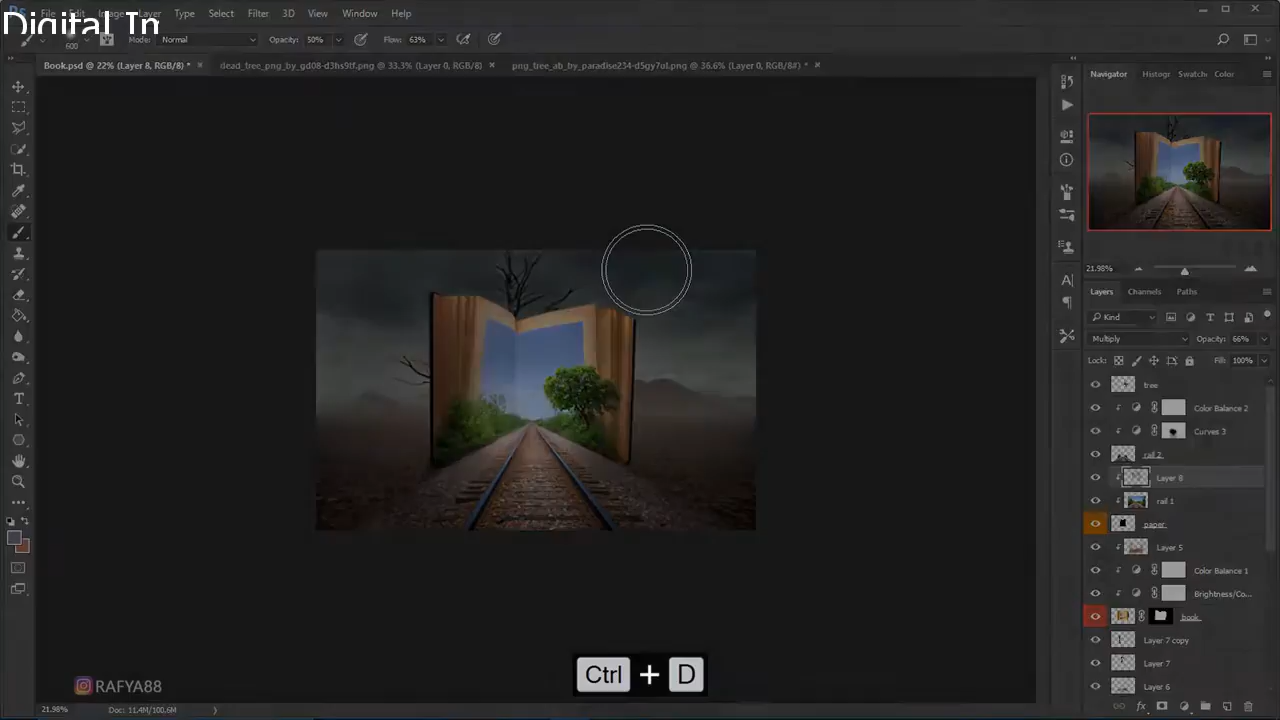 Digital Im
File Edit Image Layer Type Select Filter 3D View Window Help
600 Mode: Normal Opacity: 50% Flow: 63%
Book.psd @ 22% (Layer 8, RGB/8) * dead_tree_png_by_gd08-d3bs9tf.png @ 33.3% (Layer 0, RGB/8) png_tree_ab_by_paradise234-d5gy7ol.png @ 36.6% (Layer 0, RGB/8#) *
Navigator Histogr Swatch Color
21.98%
Layers Channels Paths
Kind
Multiply Opacity: 66%
Lock: Fill: 100%
tree
Color Balance 2
Curves 3
rail 2
Layer 8
rail 1
paper
Layer 5
Color Balance 1
Brightness/Co...
book
Layer 7 copy
Layer 7
Layer 6
Ctrl + D
RAFYA88
21.98% Doc: 11.4M/100.6M